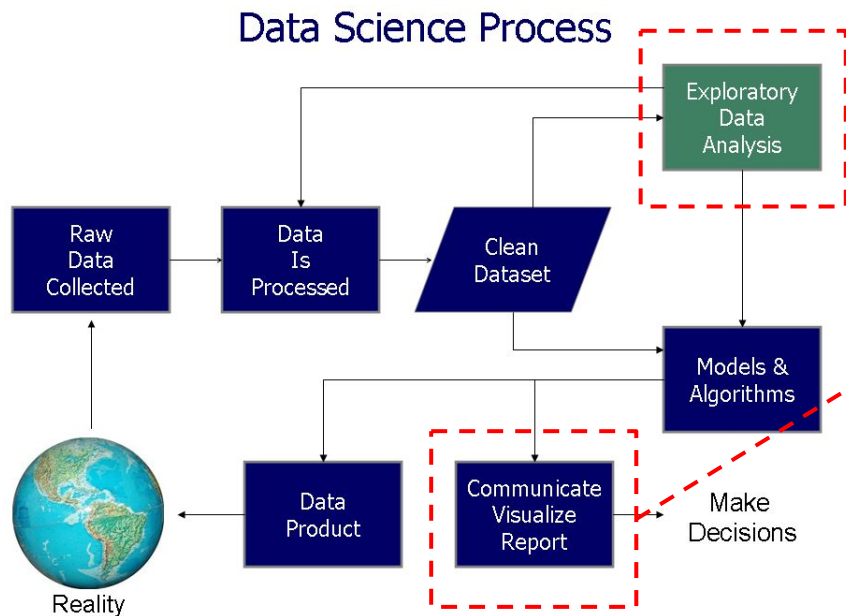 Data Science Process
Exploratory
Data
Analysis
Raw
Data
Collected
Data
Is
Processed
Clean
Dataset
Models &
Algorithms
Data
Product
Communicate
Visualize
Report
Make
Decisions
Reality